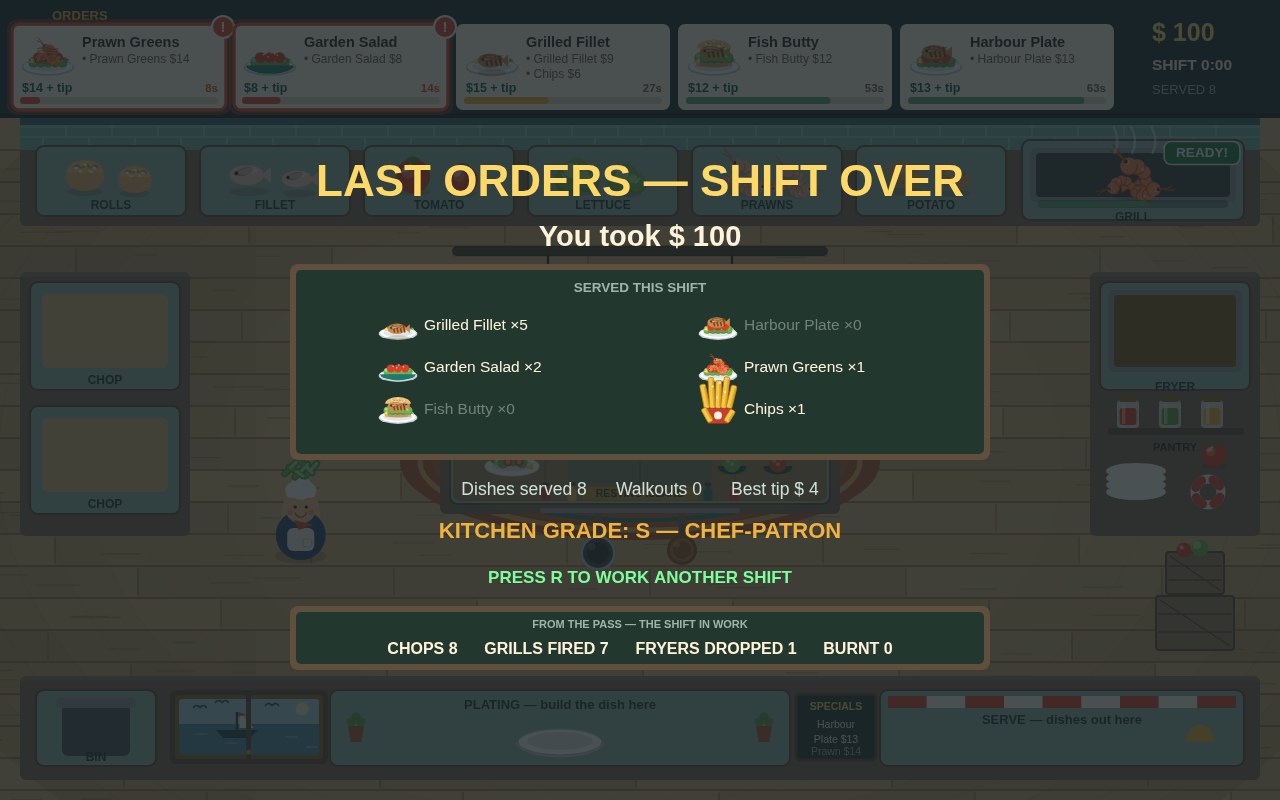 ORDERS
Prawn Greens
• Prawn Greens $14
$14 + tip
8s
!
Garden Salad
• Garden Salad $8
$8 + tip
14s
!
Grilled Fillet
• Grilled Fillet $9
• Chips $6
$15 + tip
27s
Fish Butty
• Fish Butty $12
$12 + tip
53s
Harbour Plate
• Harbour Plate $13
$13 + tip
63s
$ 100
SHIFT 0:00
SERVED 8
ROLLS
FILLET
TOMATO
LETTUCE
PRAWNS
POTATO
READY!
GRILL
LAST ORDERS — SHIFT OVER
You took $ 100
SERVED THIS SHIFT
Grilled Fillet ×5
Harbour Plate ×0
Garden Salad ×2
Prawn Greens ×1
Fish Butty ×0
Chips ×1
CHOP
CHOP
FRYER
PANTRY
Dishes served 8
Walkouts 0
Best tip $ 4
KITCHEN GRADE: S — CHEF-PATRON
PRESS R TO WORK ANOTHER SHIFT
FROM THE PASS — THE SHIFT IN WORK
CHOPS 8
GRILLS FIRED 7
FRYERS DROPPED 1
BURNT 0
BIN
PLATING — build the dish here
SPECIALS
Harbour
Plate $13
Prawn $14
SERVE — dishes out here